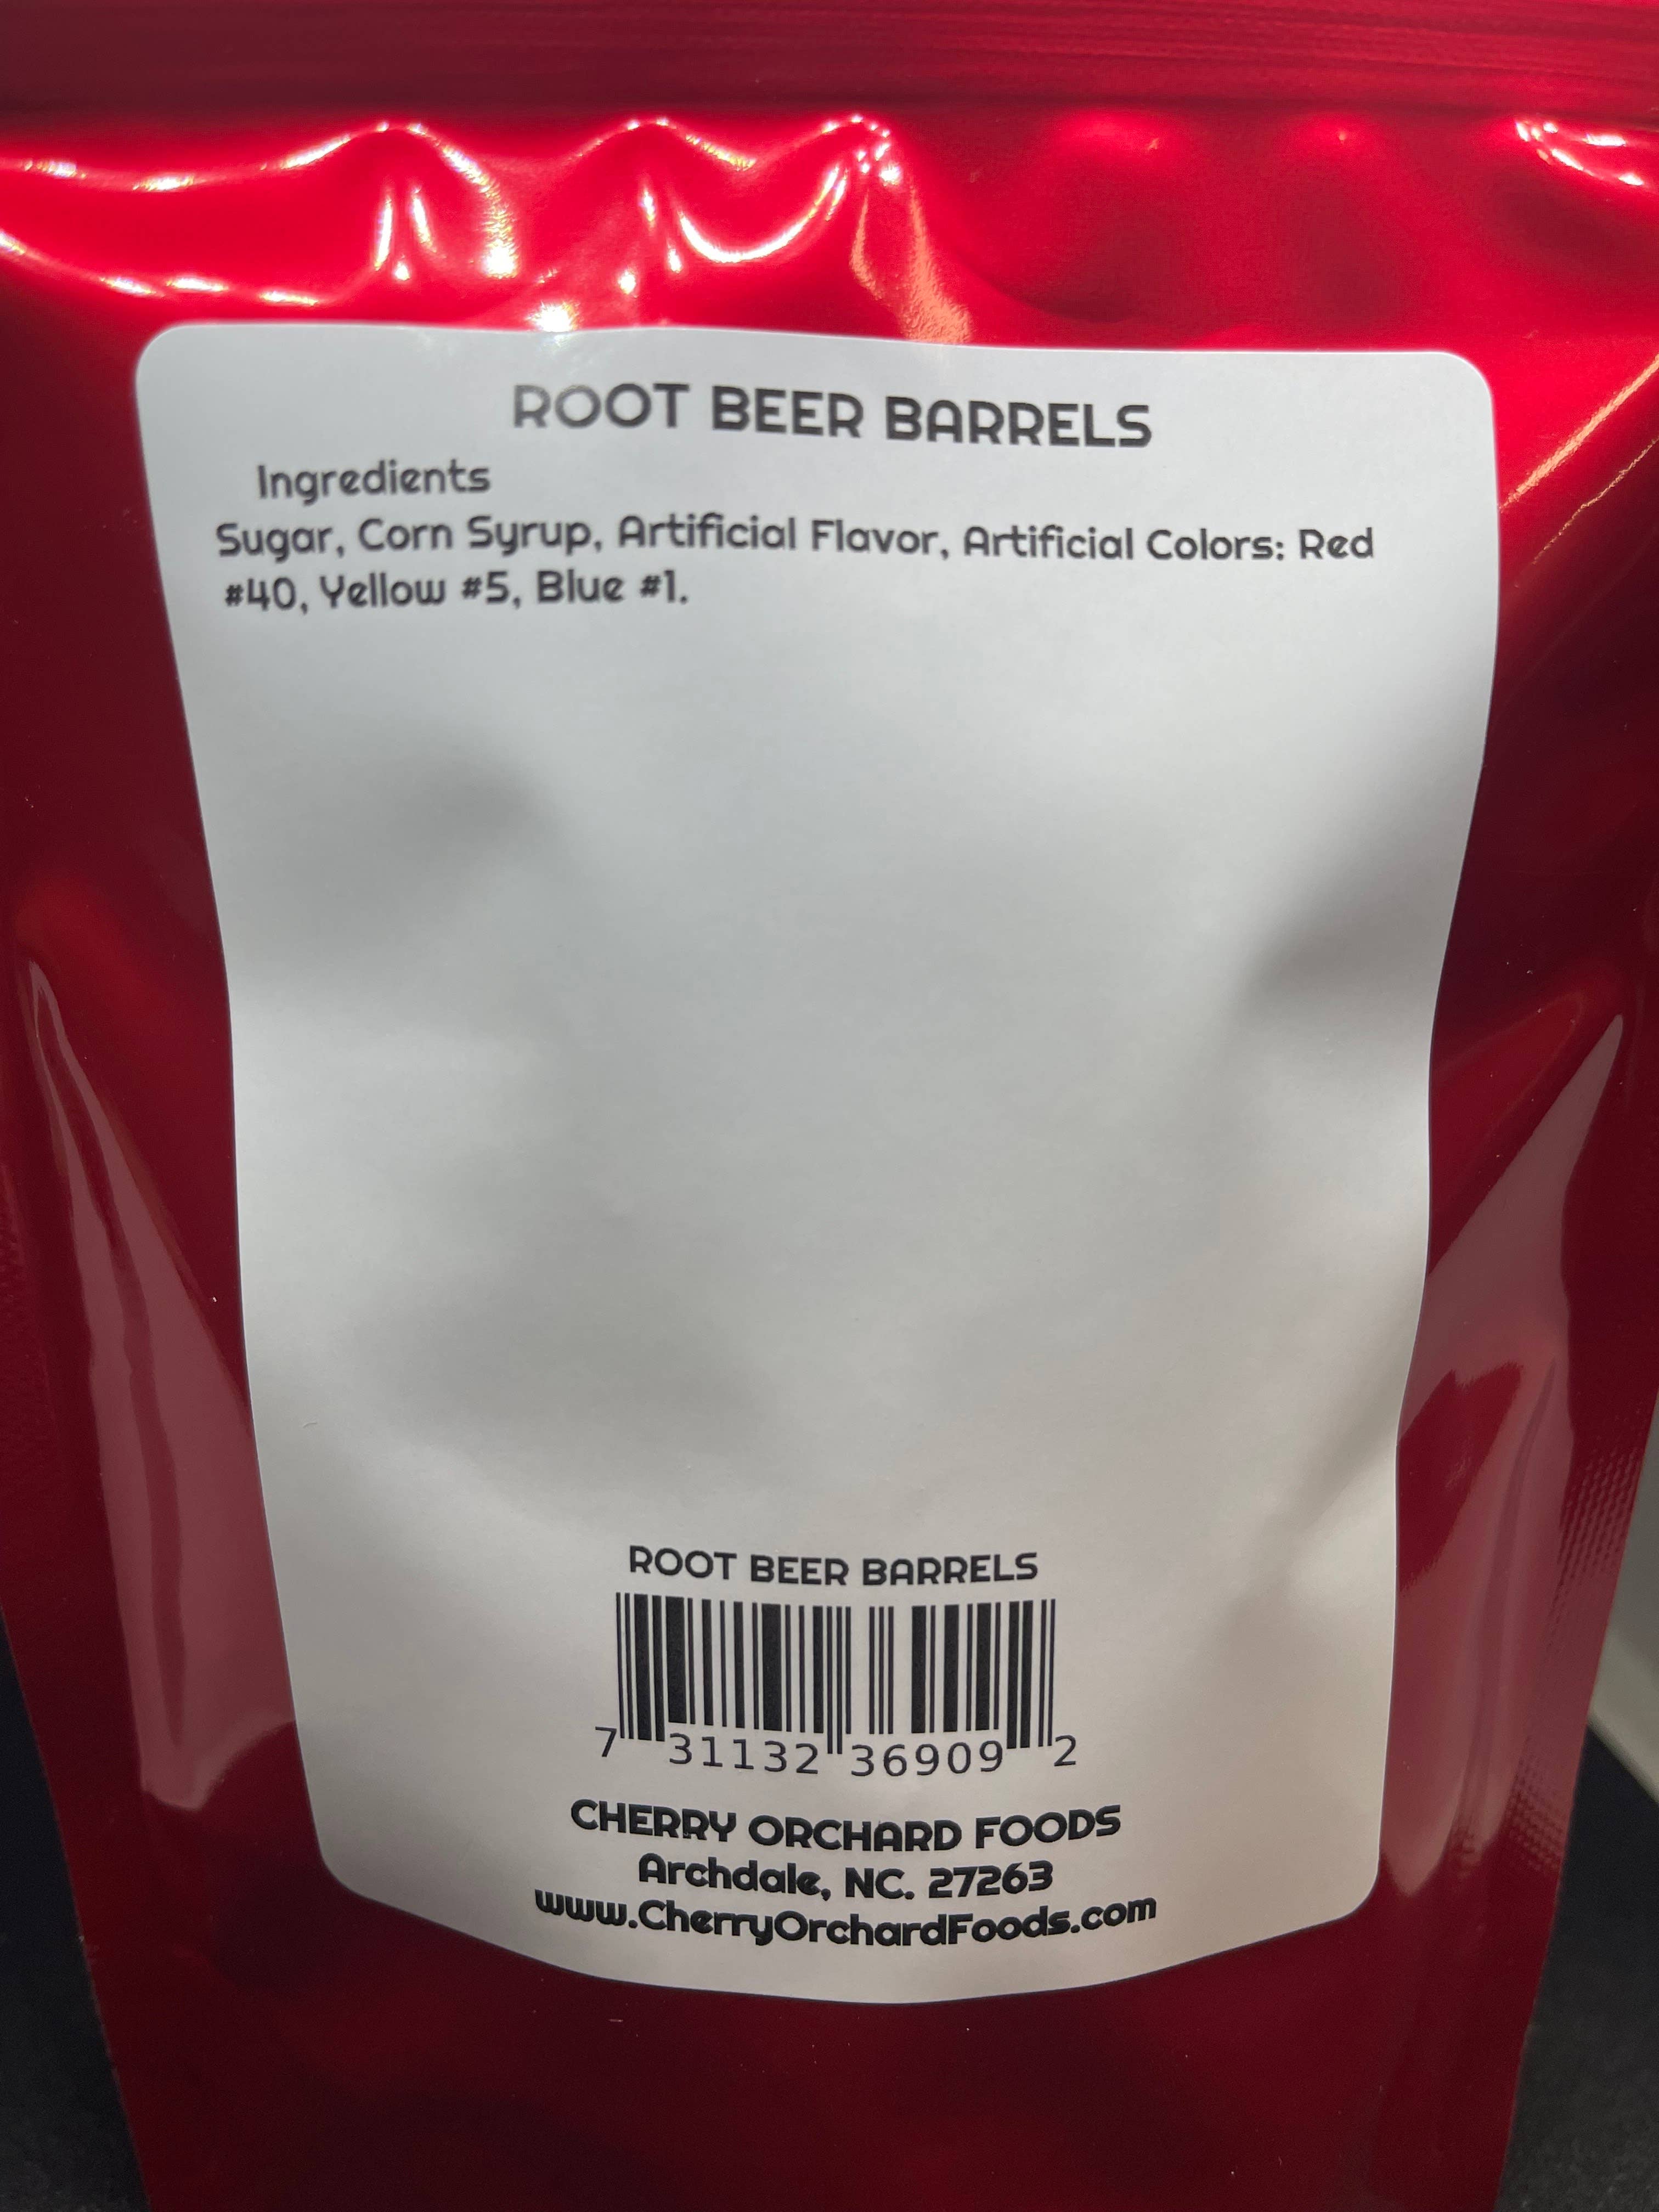 ROOT BEER BARRELS
Ingredients
Sugar, Corn Syrup, Artificial Flavor, Artificial Colors: Red
#40, Yellow #5, Blue #1.
ROOT BEER BARRELS
7 31132 36909 2
CHERRY ORCHARD FOODS
Archdale, NC. 27263
www.CherryOrchardFoods.com